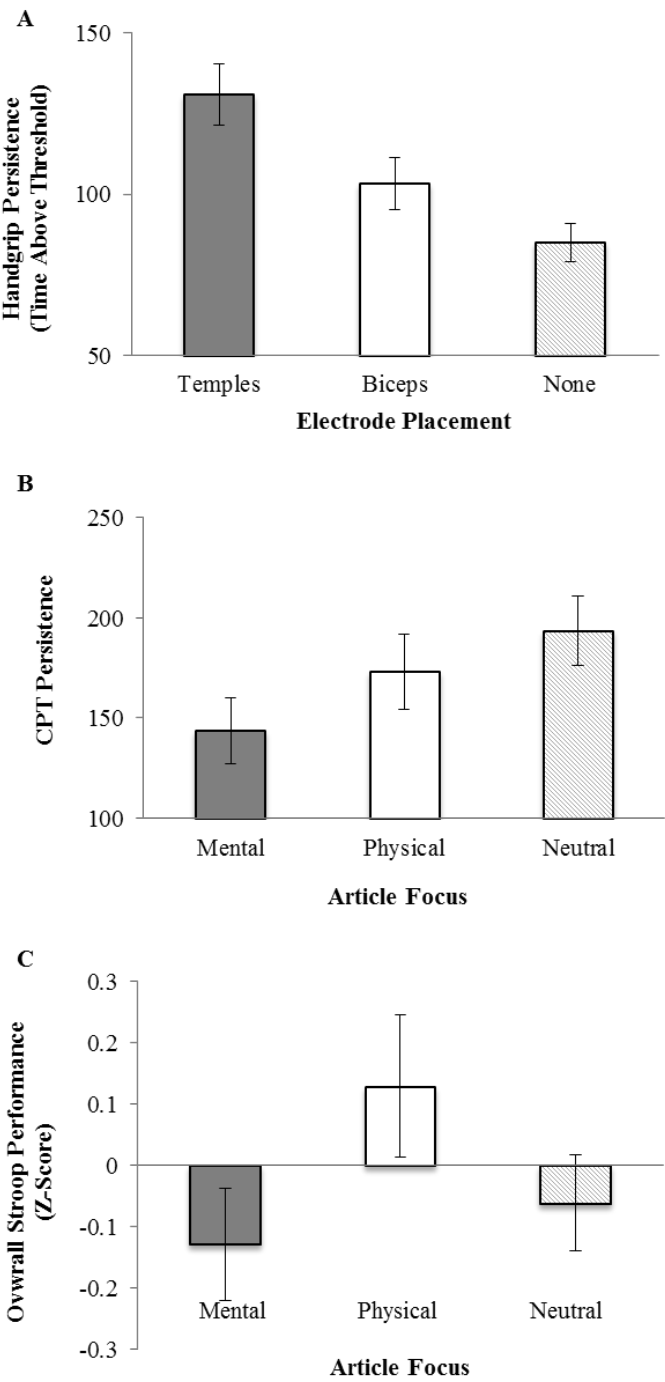 A
Handgrip Persistence
(Time Above Threshold)
150
100
50
0
Temples Biceps None
Electrode Placement
B
CPT Persistence
250
200
150
100
Mental Physical Neutral
Article Focus
C
Ovwrall Stroop Performance
(Z-Score)
0.3
0.2
0.1
0
-0.1
-0.2
-0.3
Mental Physical Neutral
Article Focus